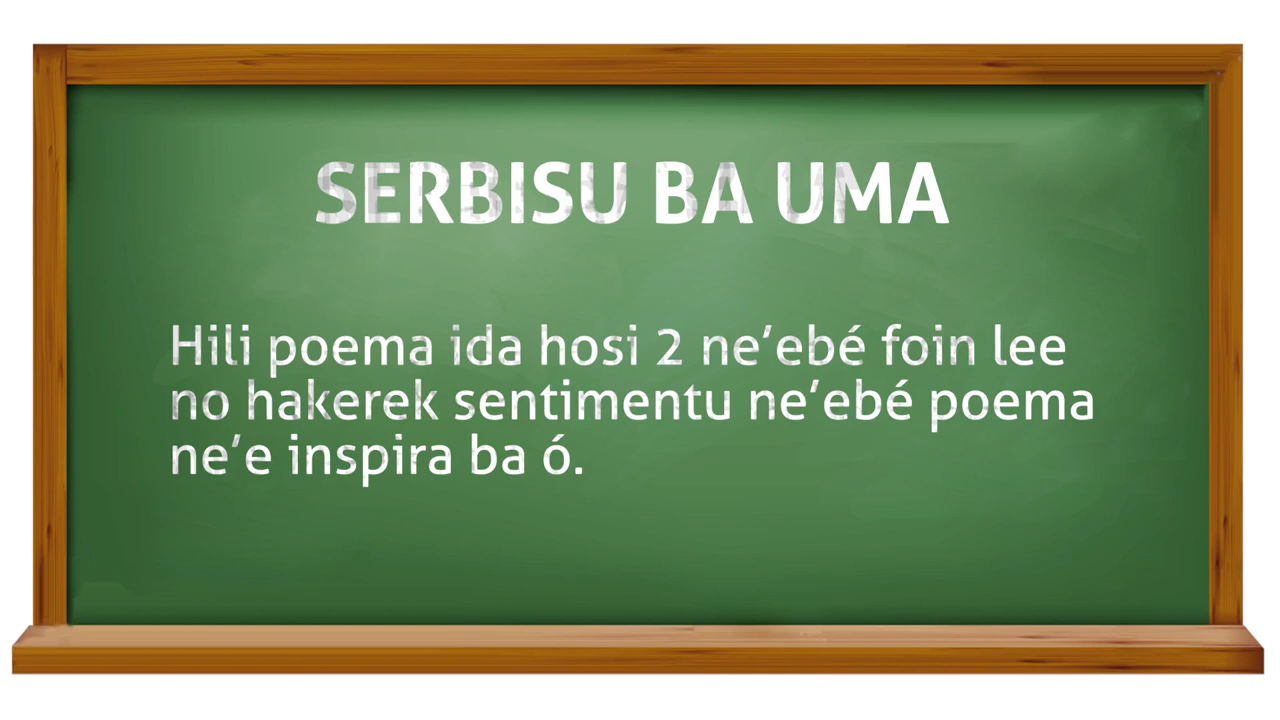 SERBISU BA UMA
Hili poema ida hosi 2 ne’ebé foin lee
no hakerek sentimentu ne’ebé poema
ne’e inspira ba ó.